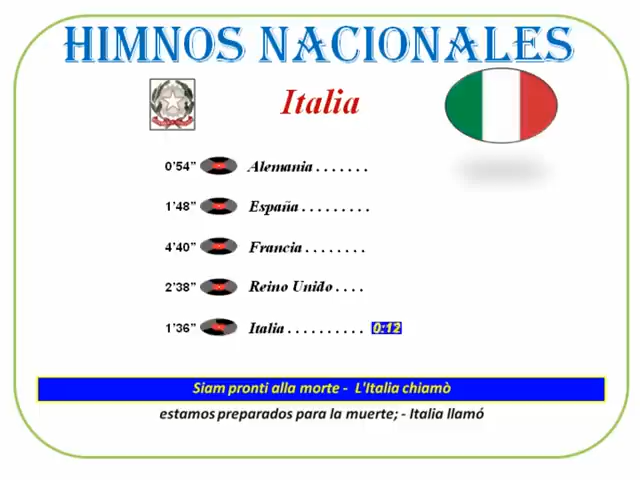 HIMNOS NACIONALES
Italia
0'54” Alemania . . . . . . .
1'48” España . . . . . . . . .
4'40” Francia . . . . . . . .
2'38” Reino Unido . . . .
1'36” Italia . . . . . . . . . . 0:12
Siam pronti alla morte - L'Italia chiamò
estamos preparados para la muerte; - Italia llamó